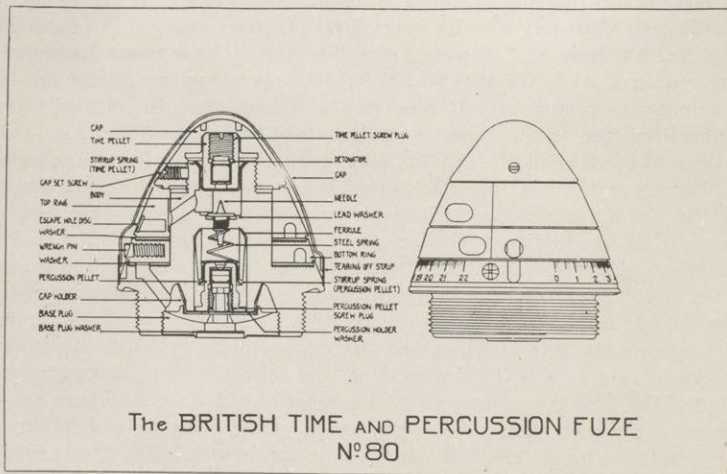 CAP
TIME PELLET
STIRRUP SPRING
(TIME PELLET)
CAP SET SCREW
BODY
TOP RING
ESCAPE HOLE DISC
WASHER
WRENCH PIN
WASHER
PERCUSSION PELLET
CAP HOLDER
BASE PLUG
BASE PLUG WASHER
TIME PELLET SCREW PLUG
DETONATOR
CAP
NEEDLE
LEAD WASHER
FERRULE
STEEL SPRING
BOTTOM RING
TEARING OFF STRIP
STIRRUP SPRING
(PERCUSSION PELLET)
PERCUSSION PELLET
SCREW PLUG
PERCUSSION HOLDER
WASHER
20 21 22 0 1 2 3
The BRITISH TIME AND PERCUSSION FUZE
Nº 80